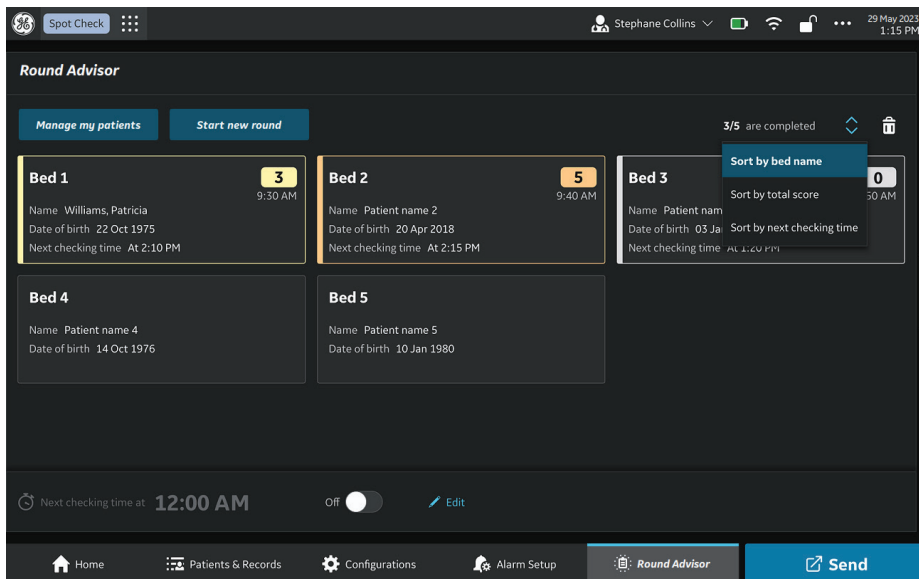 Spot Check
Stephane Collins
29 May 2023
1:15 PM
Round Advisor
Manage my patients
Start new round
3/5 are completed
Sort by bed name
Sort by total score
Sort by next checking time
Bed 1
3
9:30 AM
Name Williams, Patricia
Date of birth 22 Oct 1975
Next checking time At 2:10 PM
Bed 2
5
9:40 AM
Name Patient name 2
Date of birth 20 Apr 2018
Next checking time At 2:15 PM
Bed 3
0
50 AM
Name Patient nam
Date of birth 03 Ja
Next checking time At 1:20 PM
Bed 4
Name Patient name 4
Date of birth 14 Oct 1976
Bed 5
Name Patient name 5
Date of birth 10 Jan 1980
Next checking time at 12:00 AM
Off
Edit
Home
Patients & Records
Configurations
Alarm Setup
Round Advisor
Send